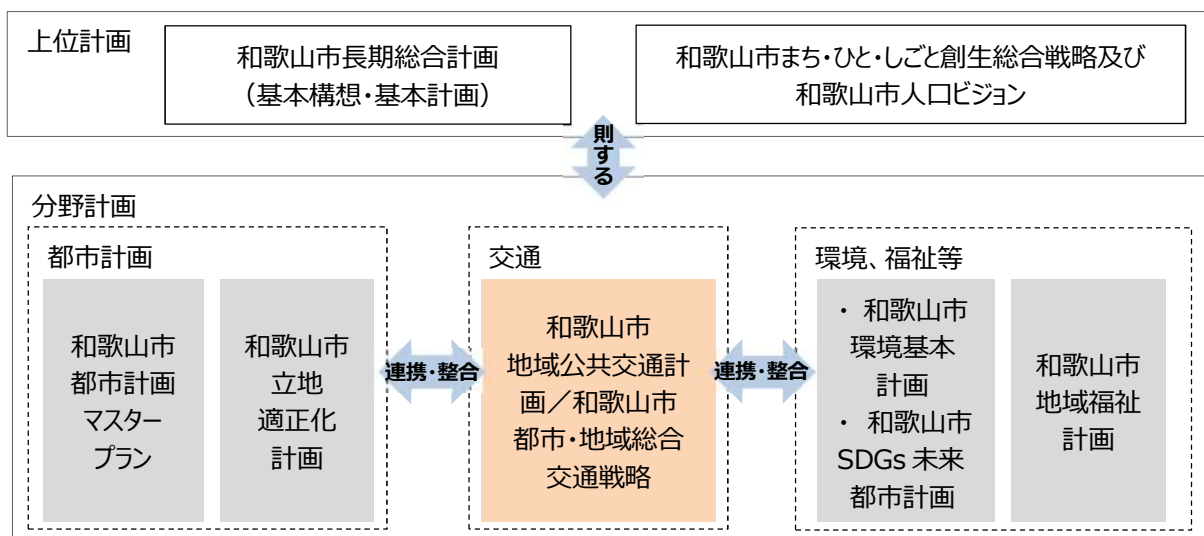 上位計画
和歌山市長期総合計画
（基本構想・基本計画）
和歌山市まち・ひと・しごと創生総合戦略及び
和歌山市人口ビジョン
則する
分野計画
都市計画
和歌山市
都市計画
マスター
プラン
和歌山市
立地
適正化
計画
連携・整合
交通
和歌山市
地域公共交通計
画／和歌山市
都市・地域総合
交通戦略
連携・整合
環境、福祉等
・ 和歌山市
環境基本
計画
・ 和歌山市
SDGs 未来
都市計画
和歌山市
地域福祉
計画